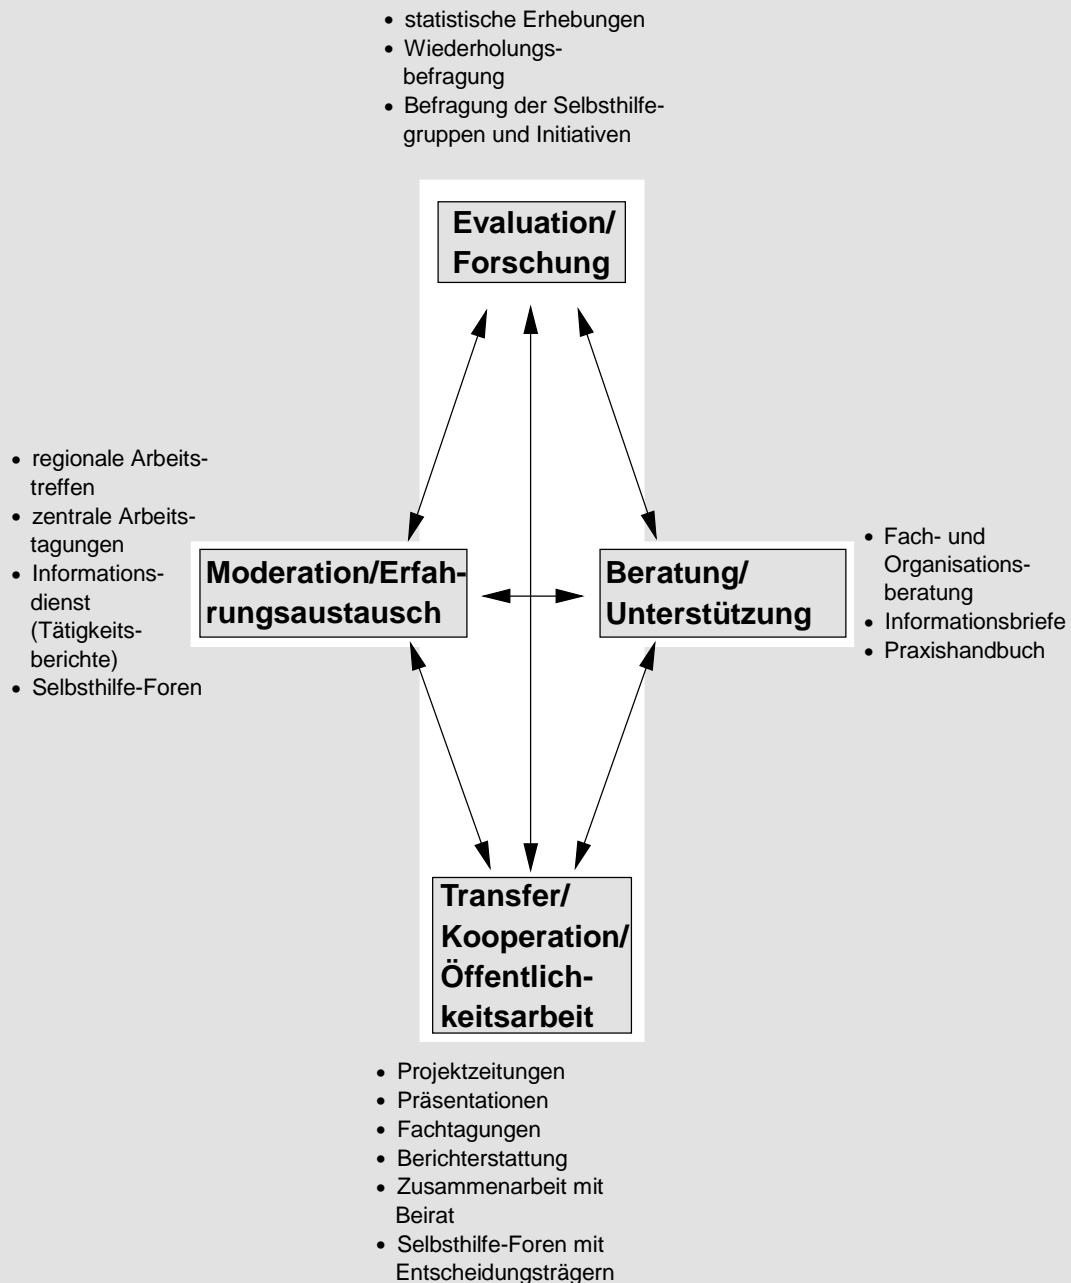 • statistische Erhebungen
• Wiederholungs-
befragung
• Befragung der Selbsthilfe-
gruppen und Initiativen
Evaluation/
Forschung
• regionale Arbeits-
treffen
• zentrale Arbeits-
tagungen
• Informations-
dienst
(Tätigkeits-
berichte)
• Selbsthilfe-Foren
Moderation/Erfah-
rungsaustausch
Beratung/
Unterstützung
• Fach- und
Organisations-
beratung
• Informationsbriefe
• Praxishandbuch
Transfer/
Kooperation/
Öffentlich-
keitsarbeit
• Projektzeitungen
• Präsentationen
• Fachtagungen
• Berichterstattung
• Zusammenarbeit mit
Beirat
• Selbsthilfe-Foren mit
Entscheidungsträgern